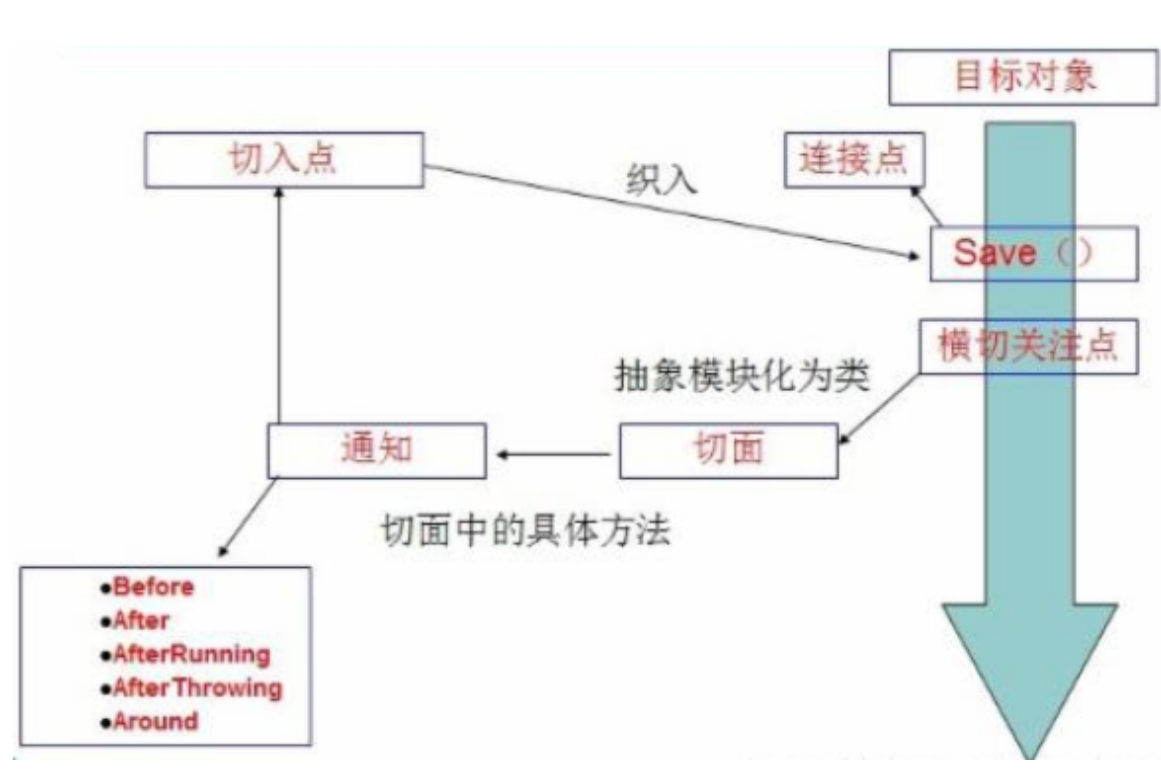 目标对象
切入点
连接点
织入
Save（）
横切关注点
抽象模块化为类
通知
切面
切面中的具体方法
●Before
●After
●AfterRunning
●AfterThrowing
●Around